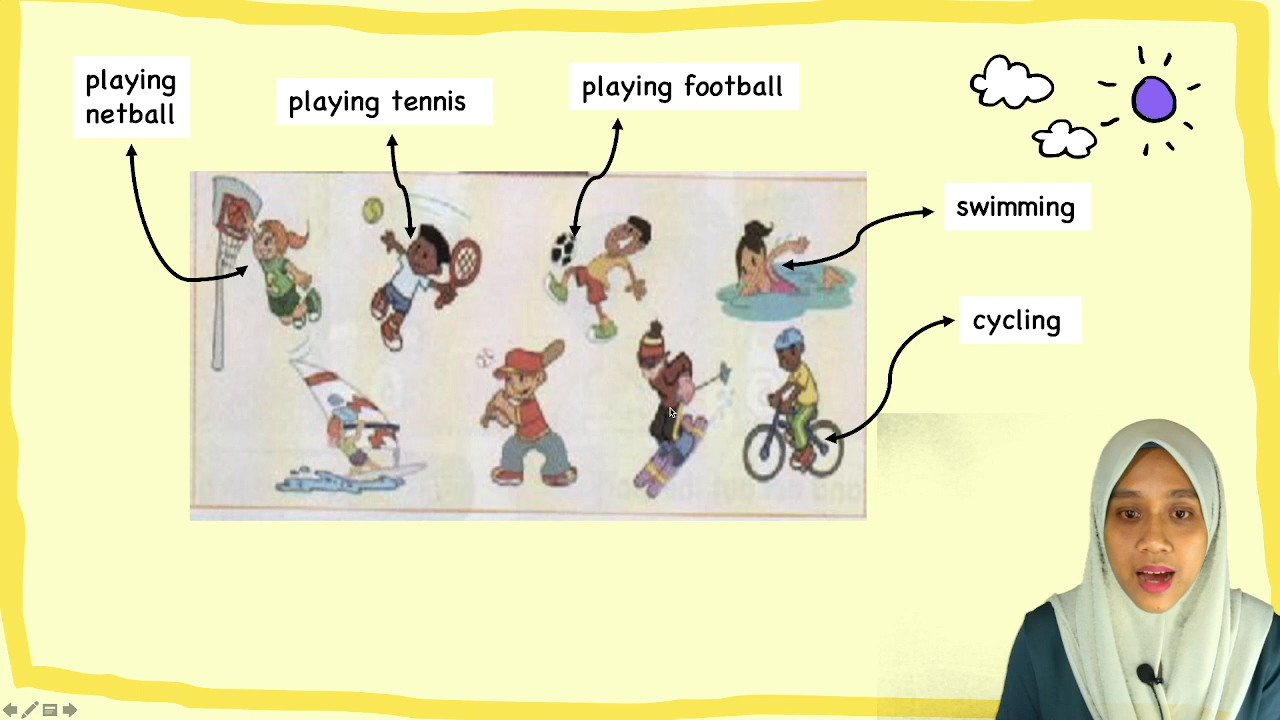 playing
netball
playing tennis
playing football
swimming
cycling